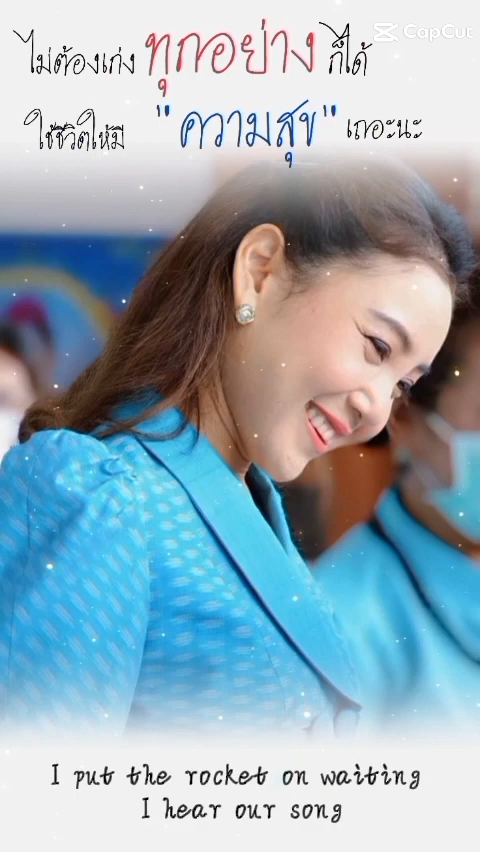 CapCut
ไม่ต้องเก่ง ทุกอย่าง ก็ได้
ใช้ชีวิตให้มี "ความสุข" เถอะนะ
I put the rocket on waiting
I hear our song